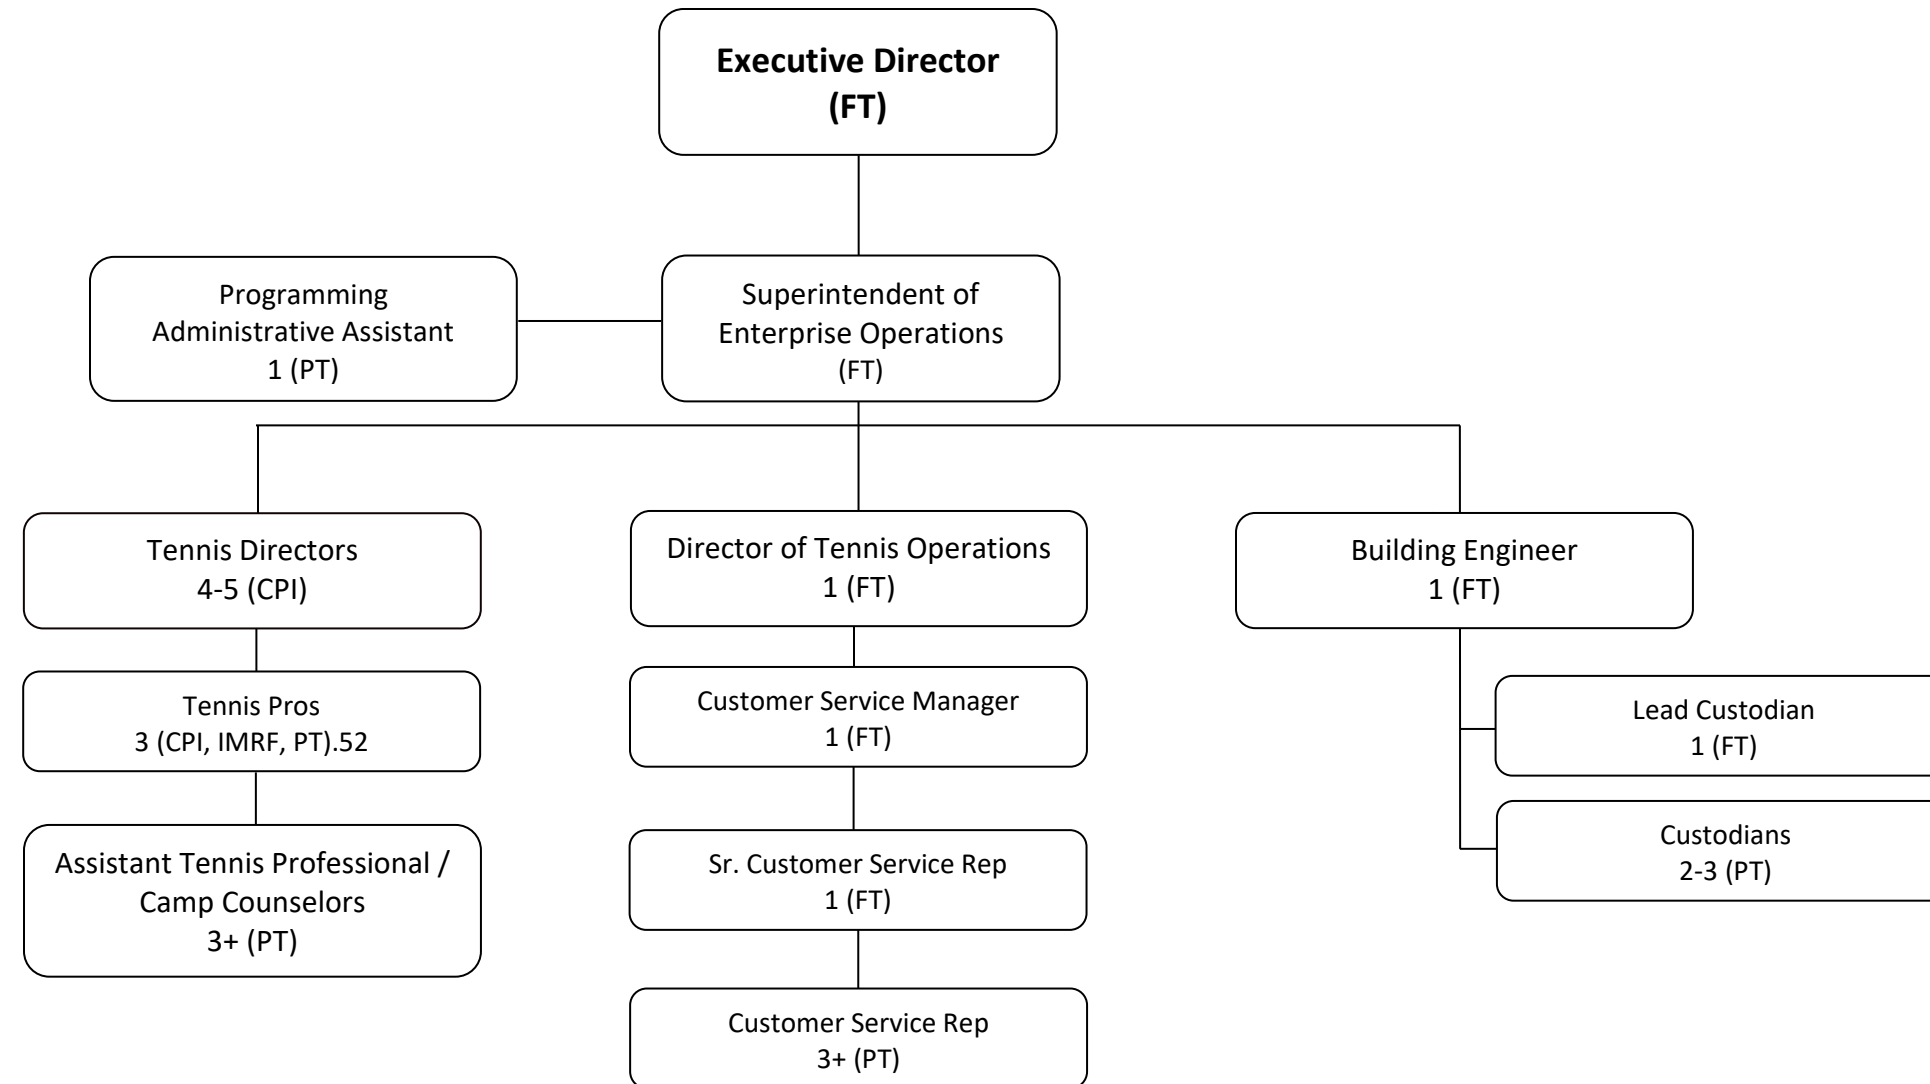 Executive Director
(FT)
Programming
Administrative Assistant
1 (PT)
Superintendent of
Enterprise Operations
(FT)
Tennis Directors
4-5 (CPI)
Director of Tennis Operations
1 (FT)
Building Engineer
1 (FT)
Tennis Pros
3 (CPI, IMRF, PT).52
Customer Service Manager
1 (FT)
Lead Custodian
1 (FT)
Assistant Tennis Professional /
Camp Counselors
3+ (PT)
Sr. Customer Service Rep
1 (FT)
Custodians
2-3 (PT)
Customer Service Rep
3+ (PT)